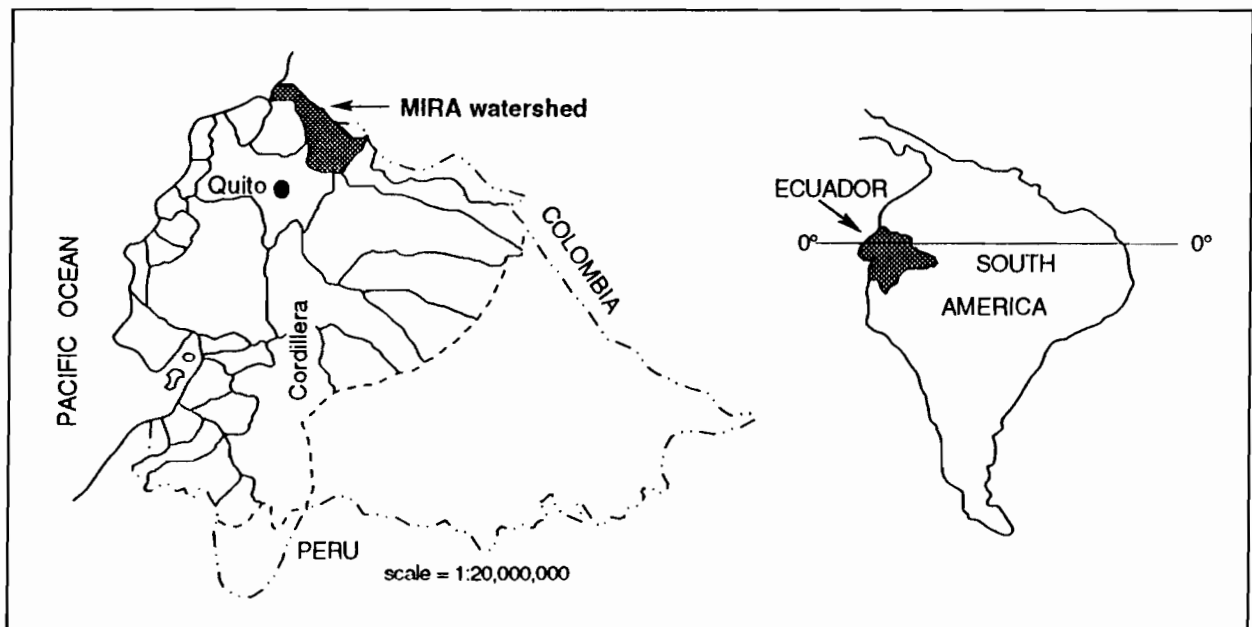 MIRA watershed
Quito
PACIFIC OCEAN
Cordillera
COLOMBIA
PERU
scale = 1:20,000,000
ECUADOR
0°
0°
SOUTH
AMERICA